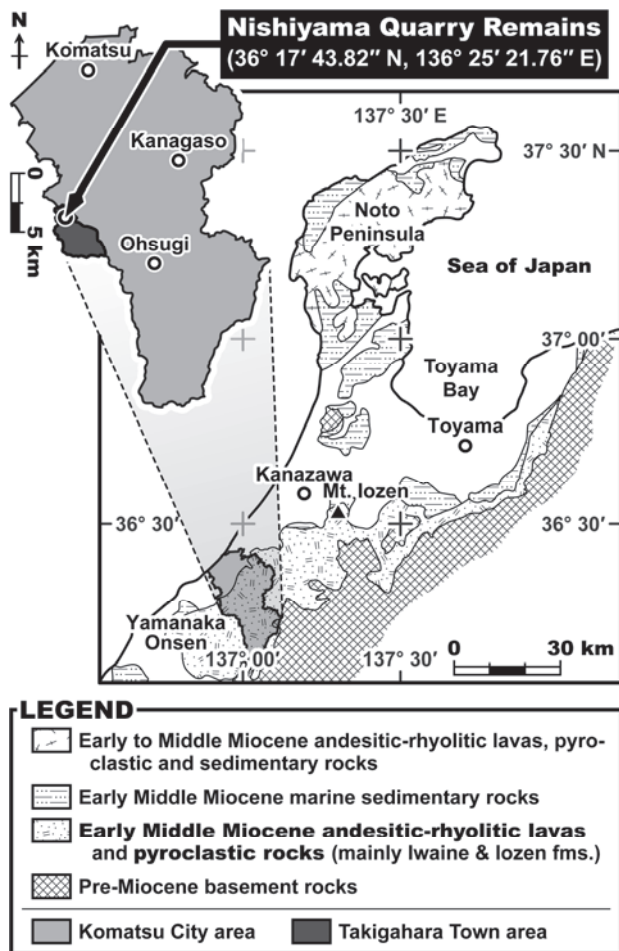 Nishiyama Quarry Remains
(36° 17′ 43.82″ N, 136° 25′ 21.76″ E)
N
Komatsu
Kanagaso
Ohsugi
0
5 km
137° 30′ E
37° 30′ N
Noto
Peninsula
Sea of Japan
37° 00′
Toyama
Bay
Toyama
Kanazawa
Mt. Iozen
36° 30′
36° 30′
Yamanaka
Onsen
137° 00′
137° 30′
0
30 km
LEGEND
Early to Middle Miocene andesitic-rhyolitic lavas, pyro-
clastic and sedimentary rocks
Early Middle Miocene marine sedimentary rocks
Early Middle Miocene andesitic-rhyolitic lavas
and pyroclastic rocks (mainly Iwaine & Iozen fms.)
Pre-Miocene basement rocks
Komatsu City area
Takigahara Town area